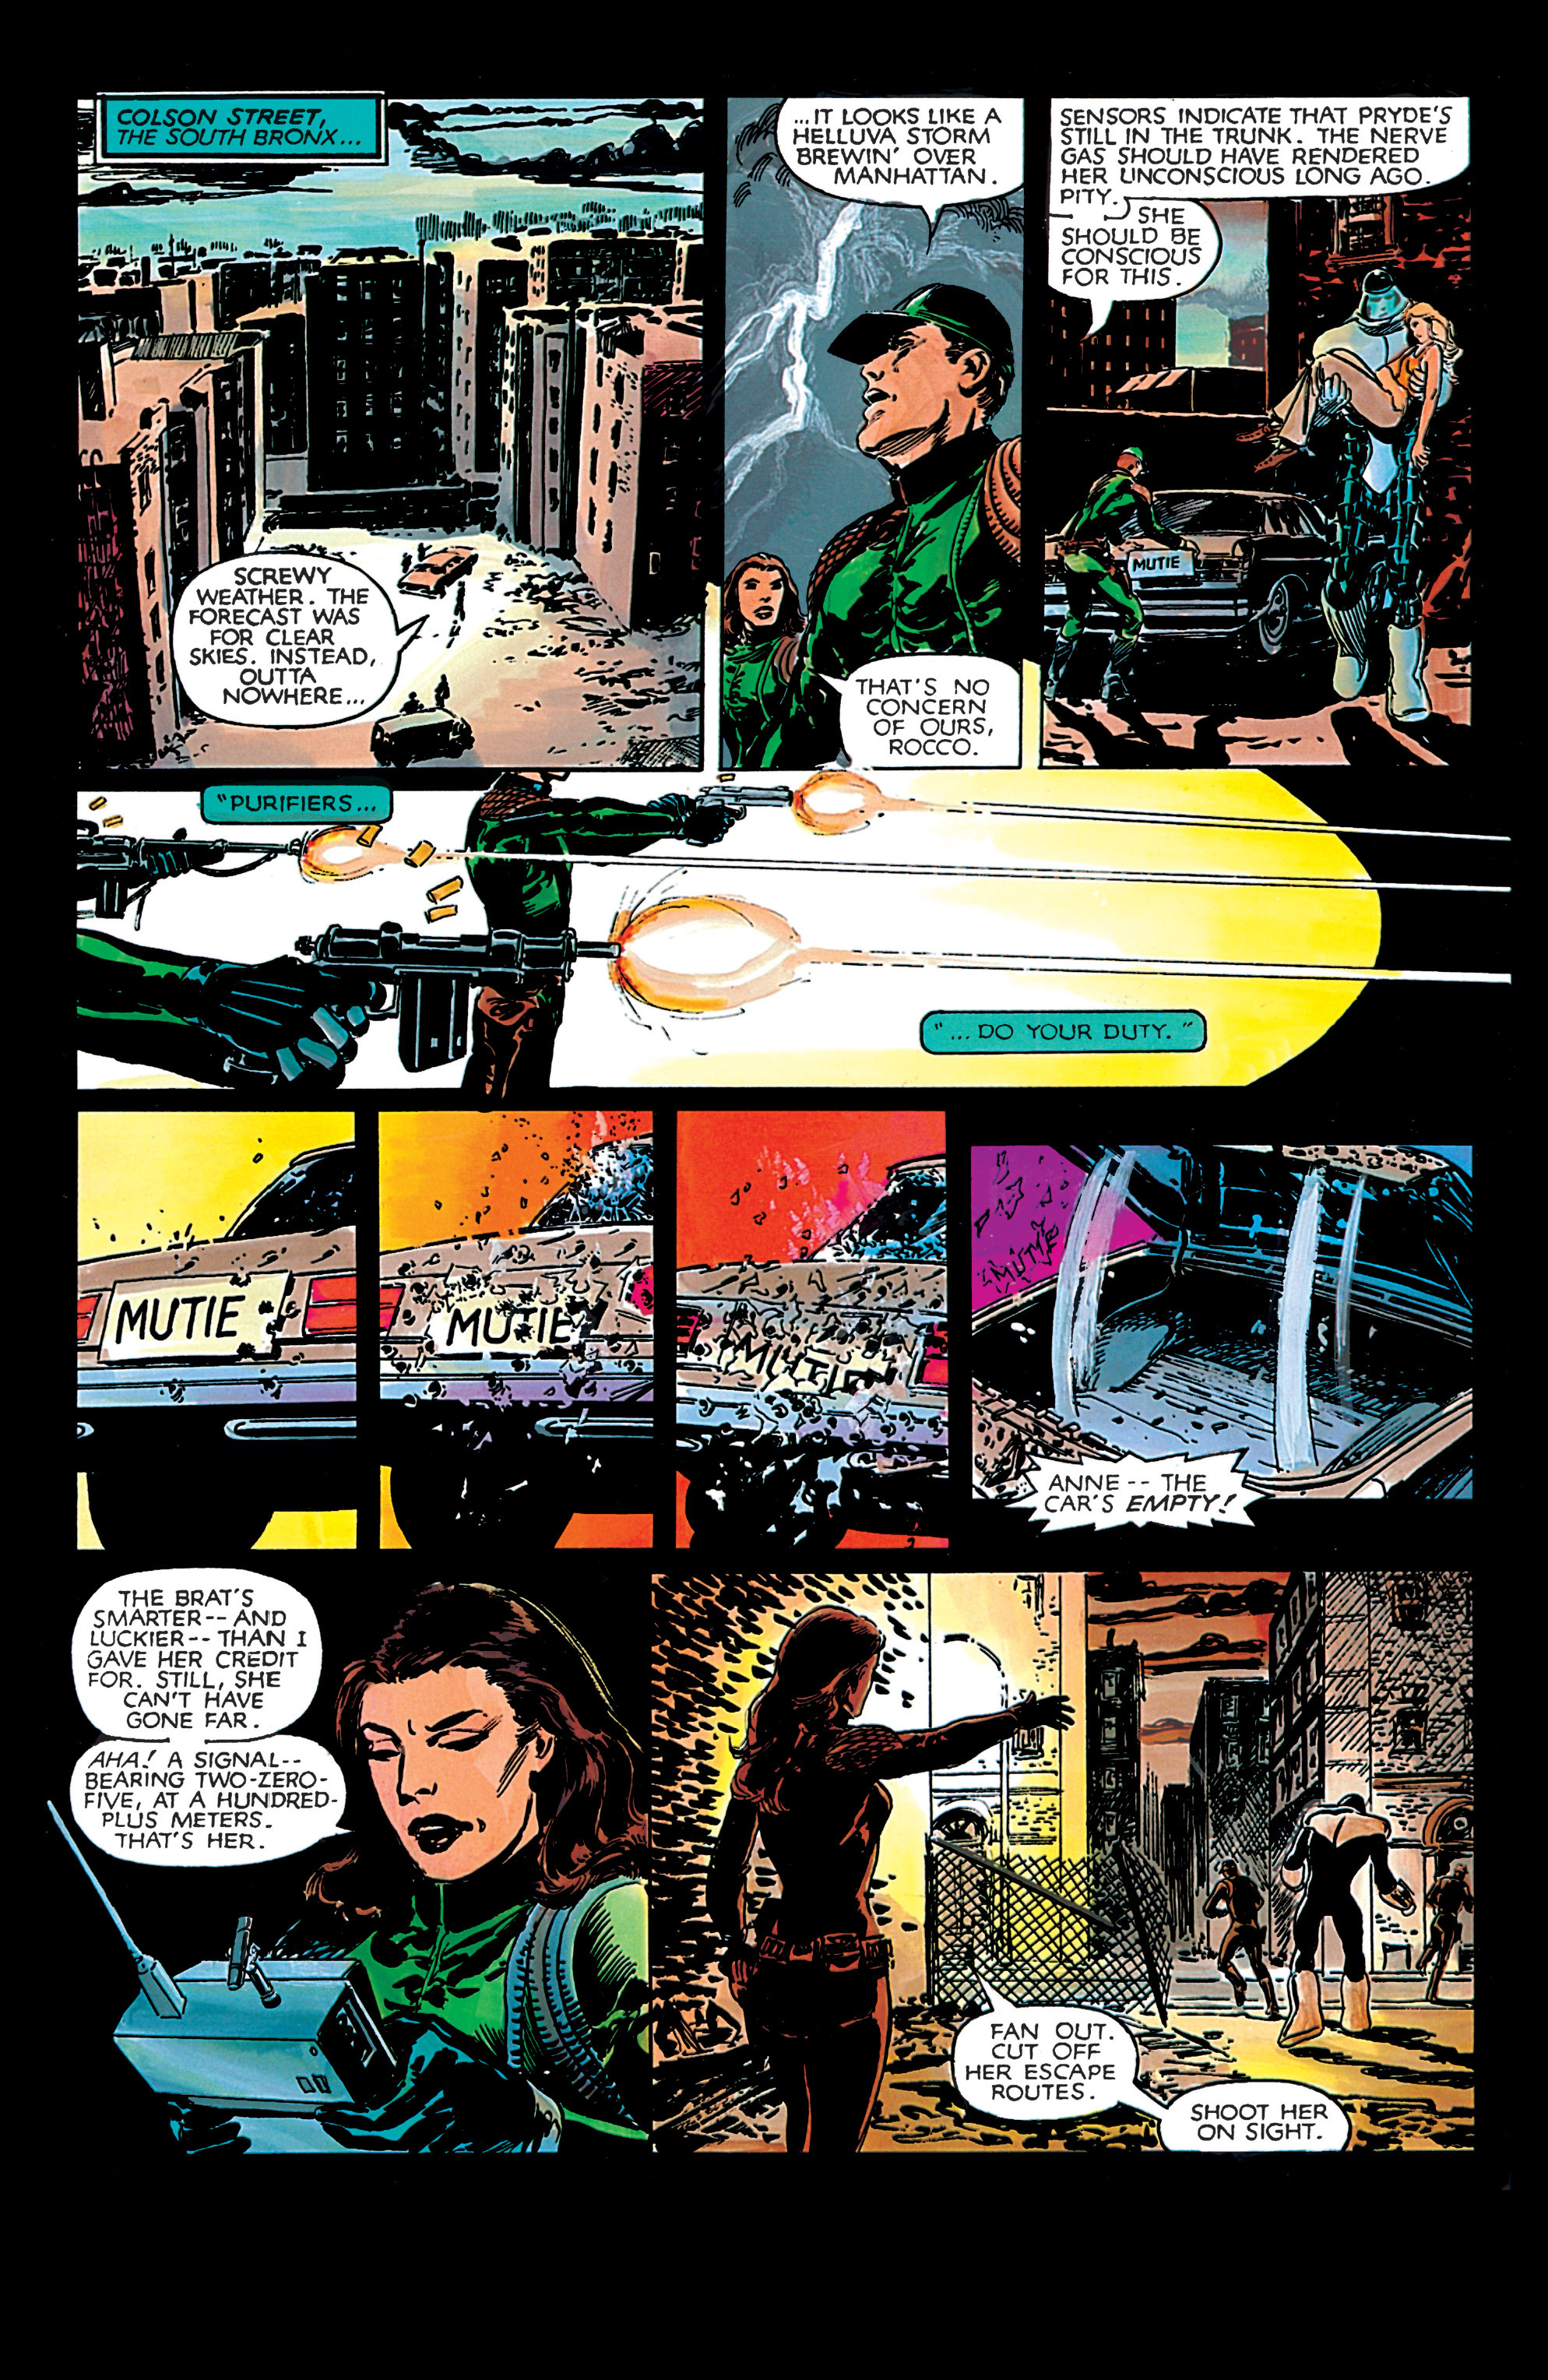 COLSON STREET,
THE SOUTH BRONX...
SCREWY
WEATHER. THE
FORECAST WAS
FOR CLEAR
SKIES. INSTEAD,
OUTTA
NOWHERE...
...IT LOOKS LIKE A
HELLUVA STORM
BREWIN' OVER
MANHATTAN.
THAT'S NO
CONCERN
OF OURS,
ROCCO.
SENSORS INDICATE THAT PRYDE'S
STILL IN THE TRUNK. THE NERVE
GAS SHOULD HAVE RENDERED
HER UNCONSCIOUS LONG AGO.
PITY.
SHE
SHOULD BE
CONSCIOUS
FOR THIS.
MUTIE
"PURIFIERS...
"... DO YOUR DUTY."
MUTIE
MUTIE
MUTIE
MUTIE
ANNE -- THE
CAR'S EMPTY!
THE BRAT'S
SMARTER -- AND
LUCKIER -- THAN I
GAVE HER CREDIT
FOR. STILL, SHE
CAN'T HAVE
GONE FAR.
AHA! A SIGNAL --
BEARING TWO-ZERO-
FIVE, AT A HUNDRED-
PLUS METERS.
THAT'S HER.
FAN OUT.
CUT OFF
HER ESCAPE
ROUTES.
SHOOT HER
ON SIGHT.